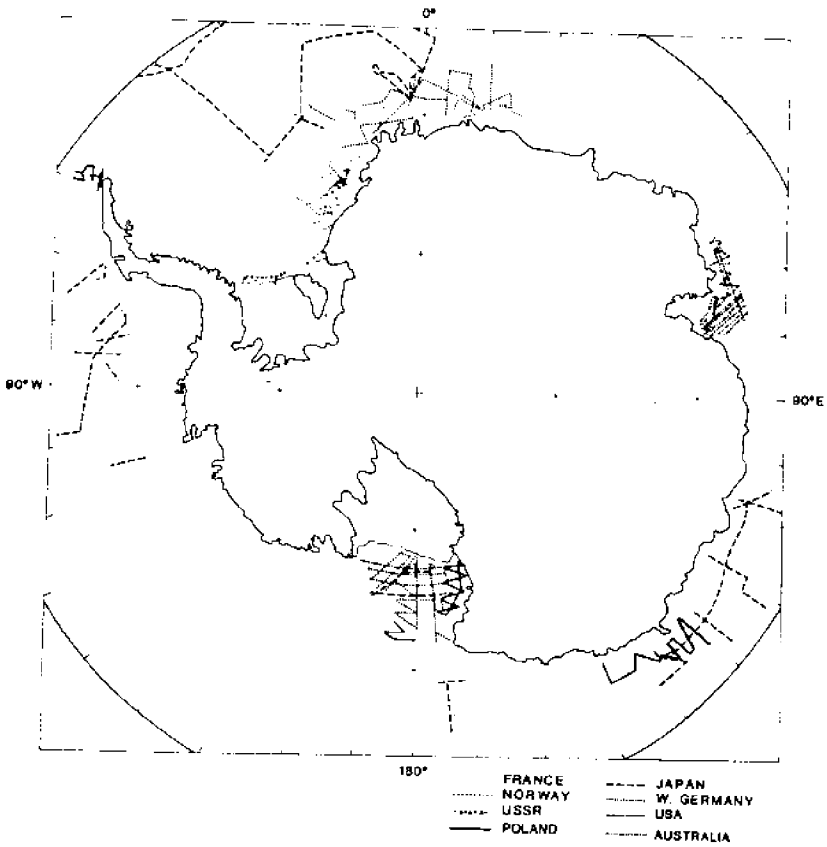 0°
90°W
90°E
180°
FRANCE
NORWAY
USSR
POLAND
JAPAN
W. GERMANY
USA
AUSTRALIA